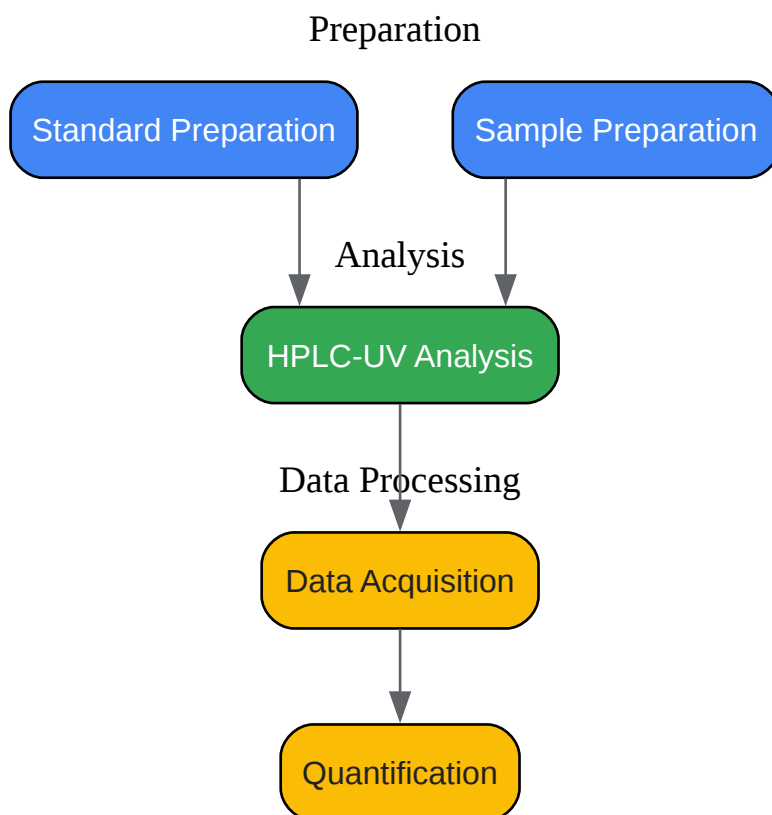 Preparation
Standard Preparation
Sample Preparation
Analysis
HPLC-UV Analysis
Data Processing
Data Acquisition
Quantification